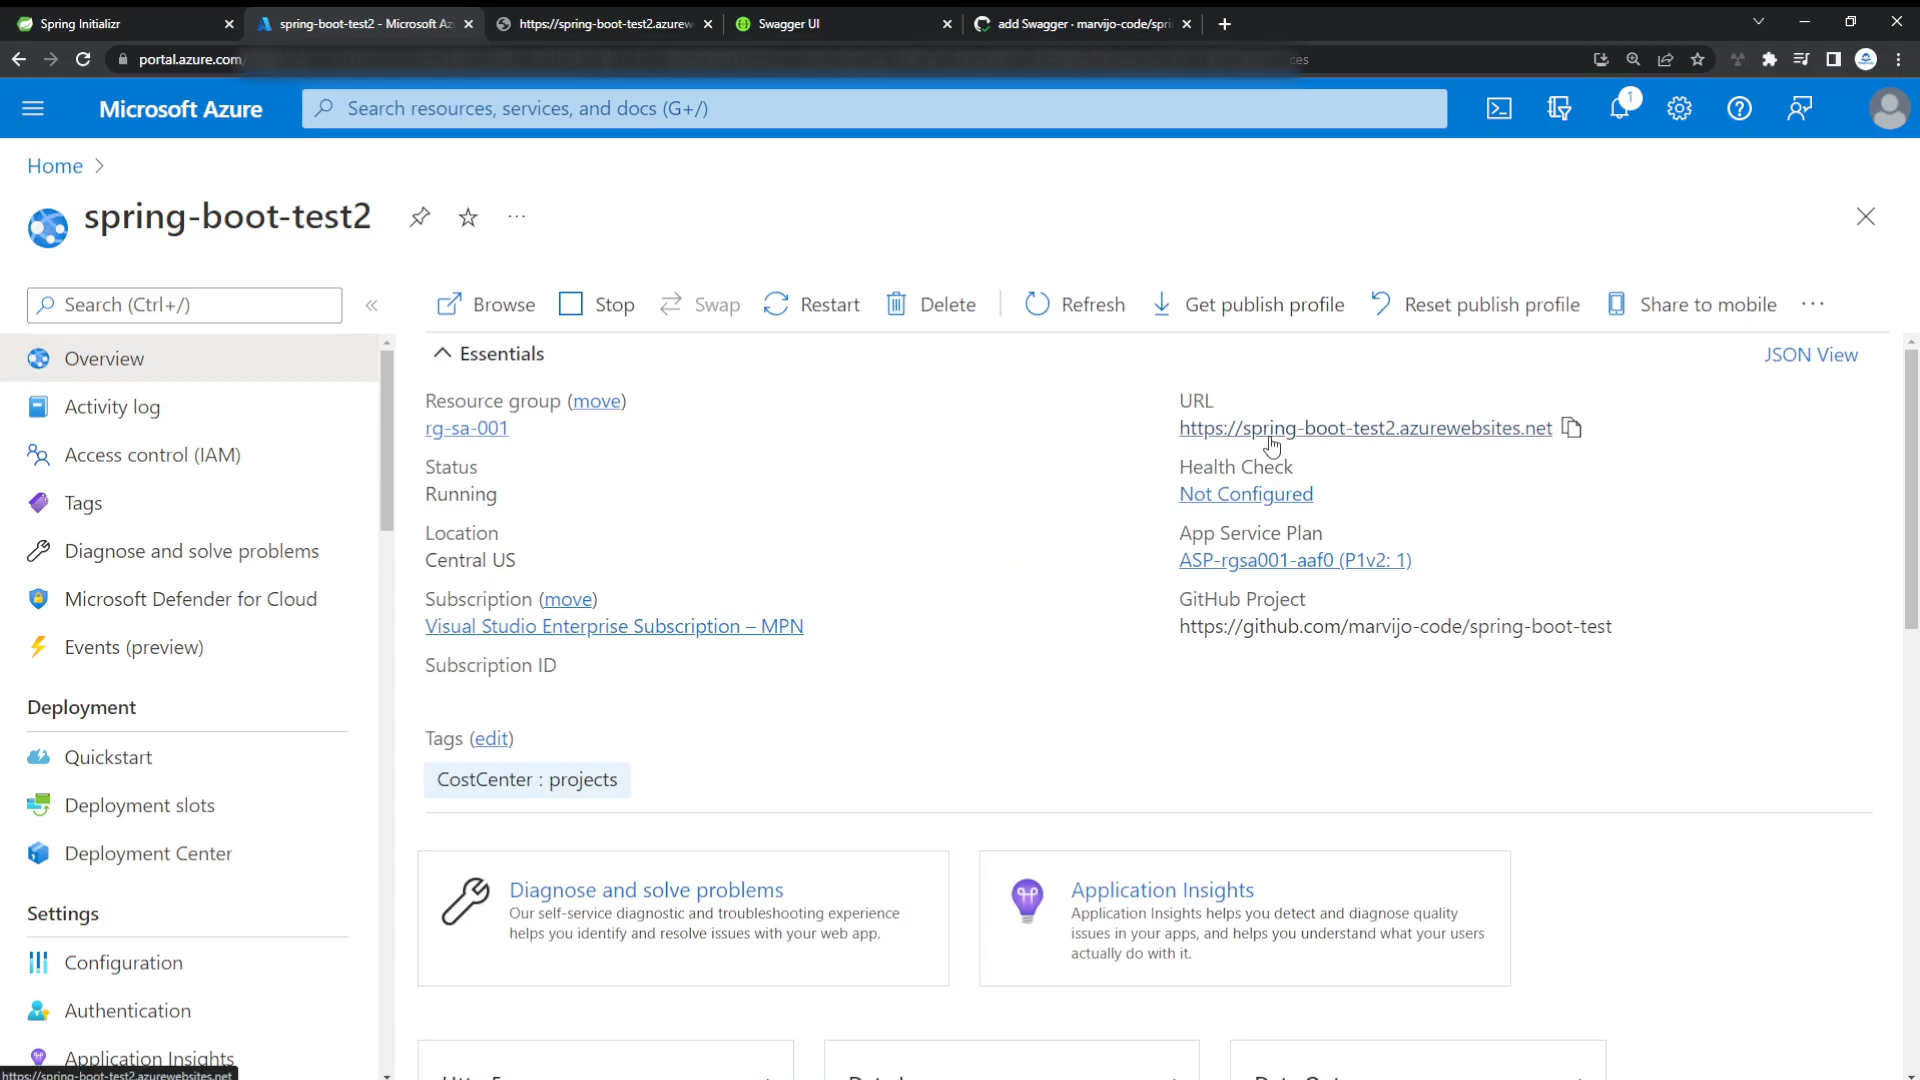 Spring Initializr
spring-boot-test2 - Microsoft Az
https://spring-boot-test2.azurew
Swagger UI
add Swagger · marvijo-code/spri
portal.azure.com
ces
Microsoft Azure
Search resources, services, and docs (G+/)
1
Home
spring-boot-test2
Search (Ctrl+/)
Browse
Stop
Swap
Restart
Delete
Refresh
Get publish profile
Reset publish profile
Share to mobile
Overview
Activity log
Access control (IAM)
Tags
Diagnose and solve problems
Microsoft Defender for Cloud
Events (preview)
Deployment
Quickstart
Deployment slots
Deployment Center
Settings
Configuration
Authentication
Application Insights
https://spring-boot-test2.azurewebsites.net
Essentials
JSON View
Resource group (move)
rg-sa-001
Status
Running
Location
Central US
Subscription (move)
Visual Studio Enterprise Subscription – MPN
Subscription ID
URL
https://spring-boot-test2.azurewebsites.net
Health Check
Not Configured
App Service Plan
ASP-rgsa001-aaf0 (P1v2: 1)
GitHub Project
https://github.com/marvijo-code/spring-boot-test
Tags (edit)
CostCenter : projects
Diagnose and solve problems
Our self-service diagnostic and troubleshooting experience
helps you identify and resolve issues with your web app.
Application Insights
Application Insights helps you detect and diagnose quality
issues in your apps, and helps you understand what your users
actually do with it.